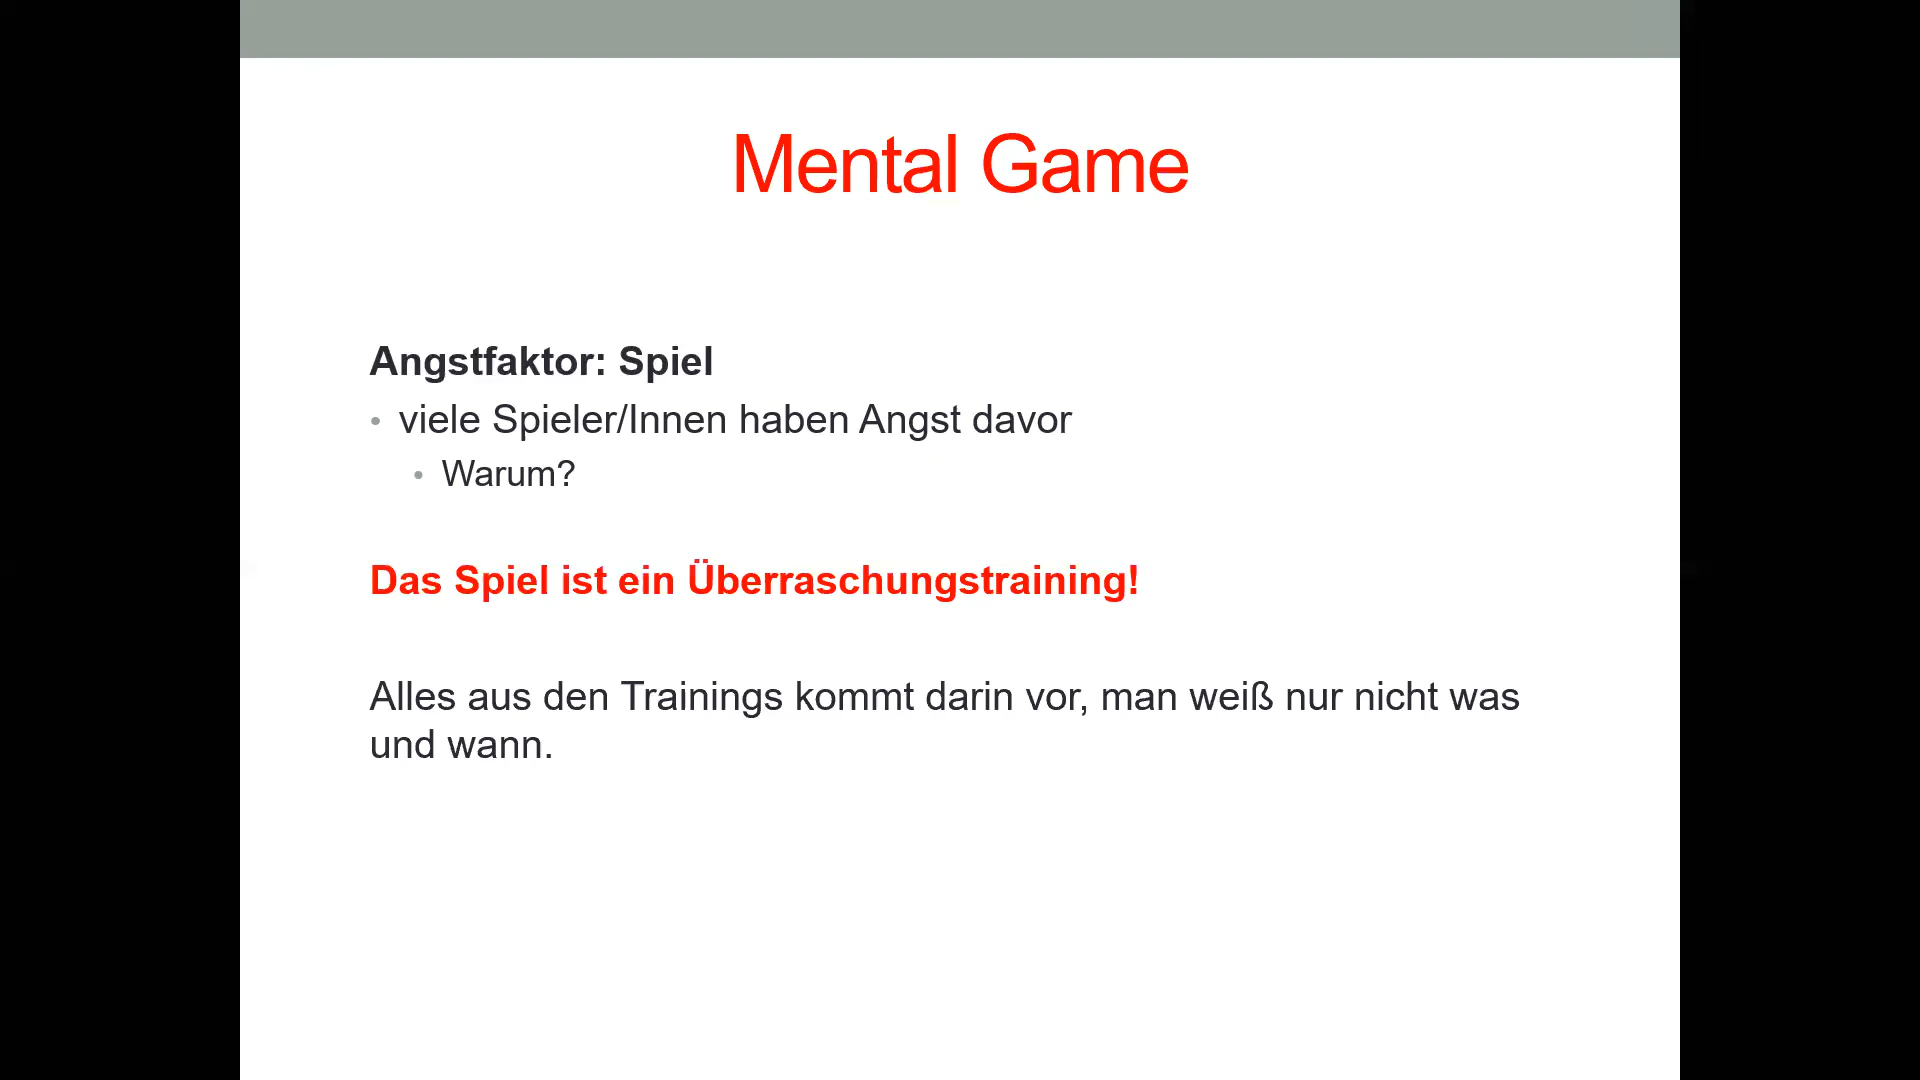 Mental Game
Angstfaktor: Spiel
• viele Spieler/Innen haben Angst davor
• Warum?
Das Spiel ist ein Überraschungstraining!
Alles aus den Trainings kommt darin vor, man weiß nur nicht was
und wann.